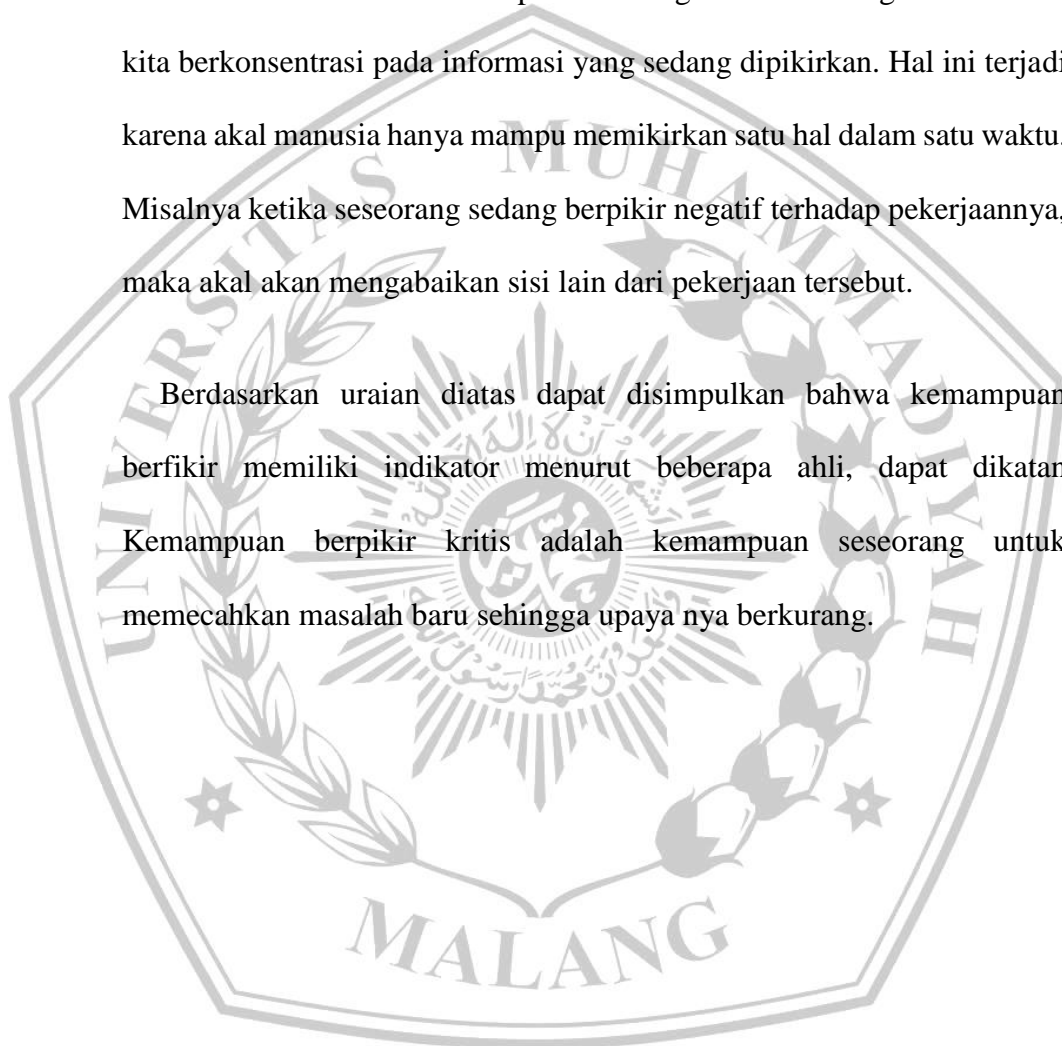 kita berkonsentrasi pada informasi yang sedang dipikirkan. Hal ini terjadi
karena akal manusia hanya mampu memikirkan satu hal dalam satu waktu.
Misalnya ketika seseorang sedang berpikir negatif terhadap pekerjaannya,
maka akal akan mengabaikan sisi lain dari pekerjaan tersebut.
Berdasarkan uraian diatas dapat disimpulkan bahwa kemampuan
berfikir memiliki indikator menurut beberapa ahli, dapat dikatan
Kemampuan berpikir kritis adalah kemampuan seseorang untuk
memecahkan masalah baru sehingga upaya nya berkurang.
UNIVERSITAS MUHAMMADIYAH
MALANG